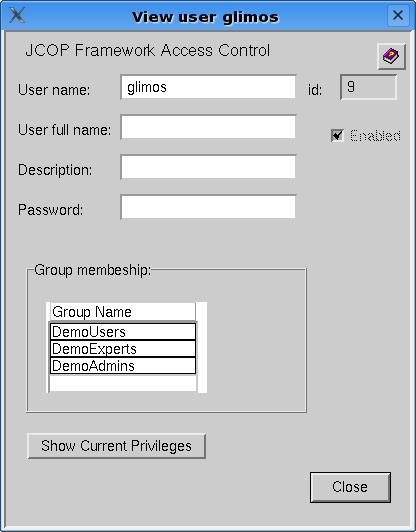 View user glimos
JCOP Framework Access Control
User name: glimos id: 9
User full name:
Enabled
Description:
Password:
Group membeship:
Group Name
DemoUsers
DemoExperts
DemoAdmins
Show Current Privileges
Close